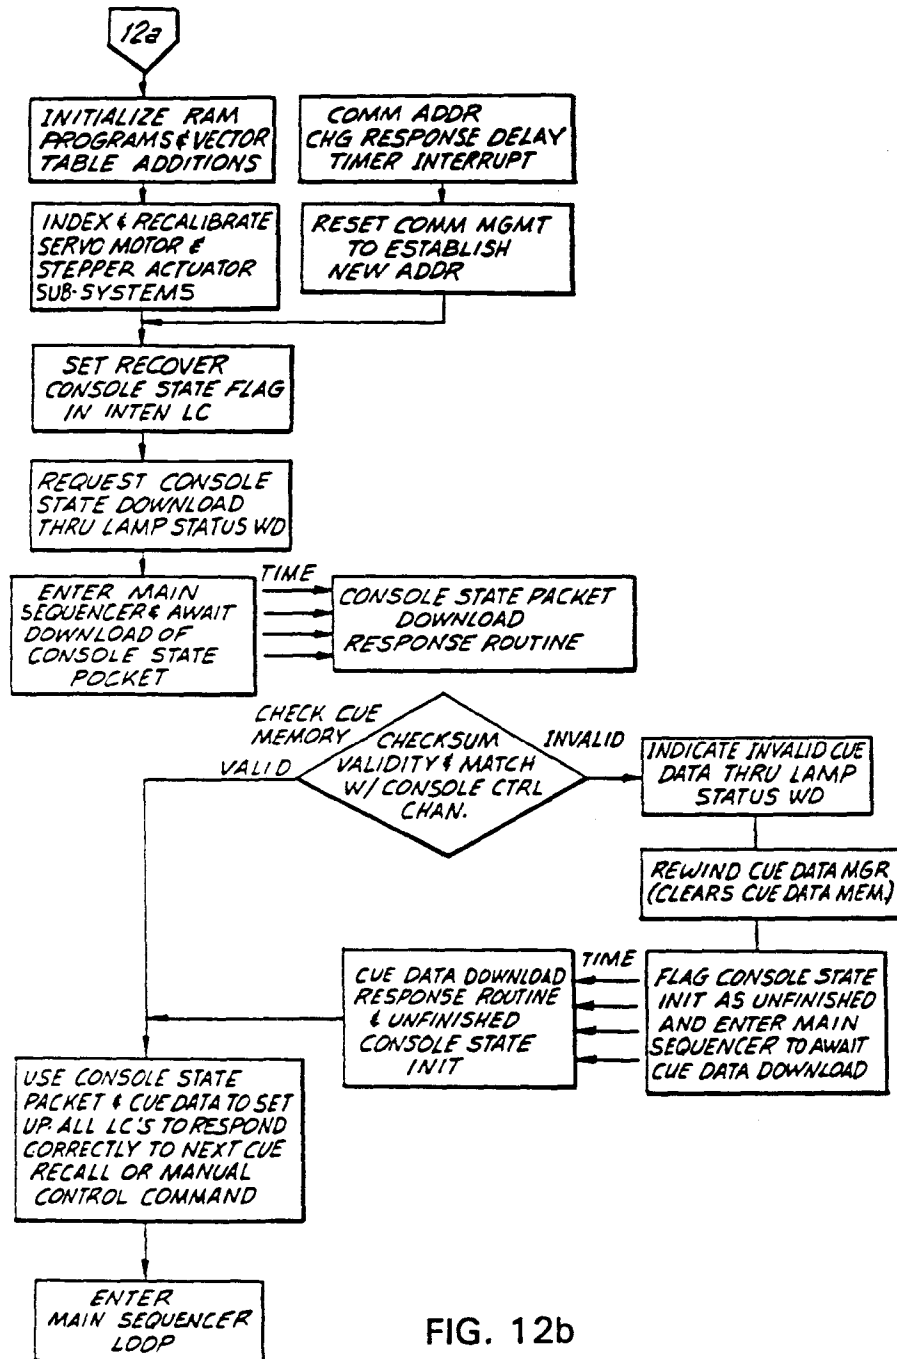 12a
INITIALIZE RAM
PROGRAMS & VECTOR
TABLE ADDITIONS
COMM ADDR
CHG RESPONSE DELAY
TIMER INTERRUPT
INDEX & RECALIBRATE
SERVO MOTOR &
STEPPER ACTUATOR
SUB-SYSTEMS
RESET COMM MGMT
TO ESTABLISH
NEW ADDR
SET RECOVER
CONSOLE STATE FLAG
IN INTEN LC
REQUEST CONSOLE
STATE DOWNLOAD
THRU LAMP STATUS WD
ENTER MAIN
SEQUENCER & AWAIT
DOWNLOAD OF
CONSOLE STATE
POCKET
TIME
CONSOLE STATE PACKET
DOWNLOAD
RESPONSE ROUTINE
CHECK CUE
MEMORY
VALID
CHECKSUM
VALIDITY & MATCH
W/ CONSOLE CTRL
CHAN.
INVALID
INDICATE INVALID CUE
DATA THRU LAMP
STATUS WD
REWIND CUE DATA MGR
(CLEARS CUE DATA MEM.)
TIME
FLAG CONSOLE STATE
INIT AS UNFINISHED
AND ENTER MAIN
SEQUENCER TO AWAIT
CUE DATA DOWNLOAD
CUE DATA DOWNLOAD
RESPONSE ROUTINE
& UNFINISHED
CONSOLE STATE
INIT
USE CONSOLE STATE
PACKET & CUE DATA TO SET
UP ALL LC'S TO RESPOND
CORRECTLY TO NEXT CUE
RECALL OR MANUAL
CONTROL COMMAND
ENTER
MAIN SEQUENCER
LOOP
FIG. 12b